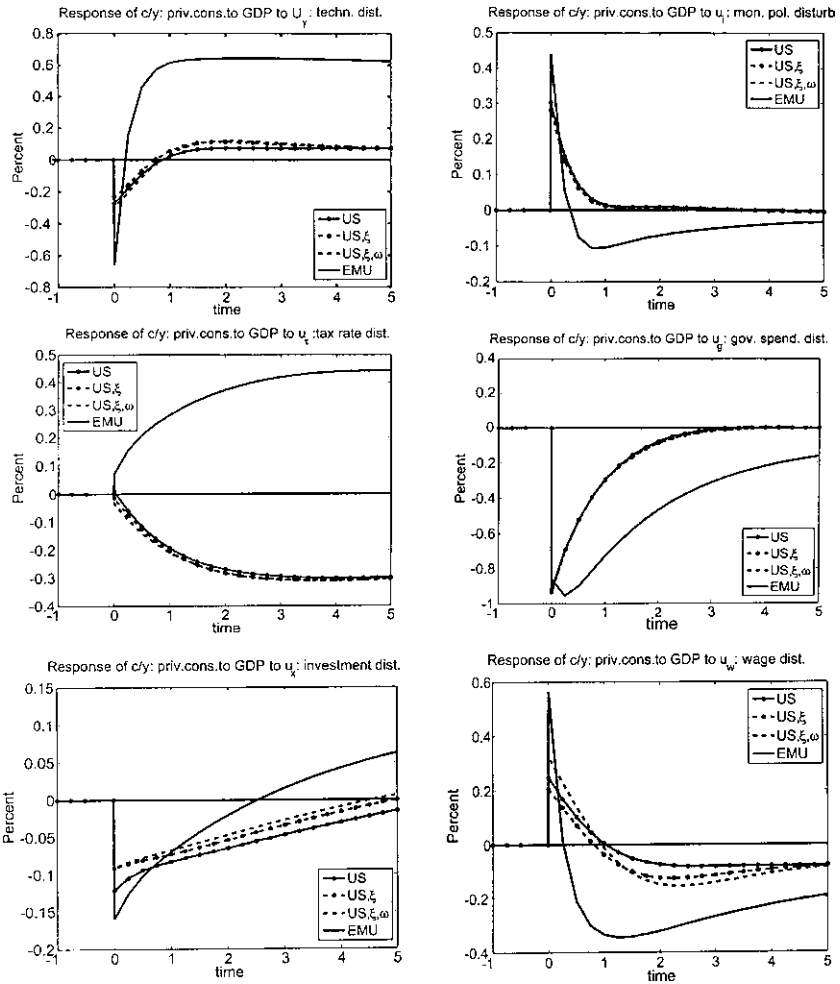 Response of c/y: priv.cons.to GDP to U_γ: techn. dist.
0.8
0.6
0.4
0.2
0
-0.2
-0.4
-0.6
0.8
Percent
US
US,ξ
US,ξ,ω
EMU
-1 0 1 2 3 4 5
time
Response of c/y: priv.cons.to GDP to u_i: mon. pol. disturb
0.5
0.4
0.3
0.2
0.1
0
-0.1
0.2
Percent
US
US,ξ
US,ξ,ω
EMU
-1 0 1 2 3 4 5
time
Response of c/y: priv.cons.to GDP to u_τ:tax rate dist.
0.5
0.4
0.3
0.2
0.1
0
-0.1
-0.2
-0.3
0.4
Percent
US
US,ξ
US,ξ,ω
EMU
-1 0 1 2 3 4 5
time
Response of c/y: priv.cons.to GDP to u_g: gov. spend. dist.
0.4
0.2
0
-0.2
-0.4
-0.6
-0.8
-1
Percent
US
US,ξ
US,ξ,ω
EMU
-1 0 1 2 3 4 5
time
Response of c/y: priv.cons.to GDP to u_x: investment dist.
0.15
0.1
0.05
0
-0.05
-0.1
-0.15
0.2
Percent
US
US,ξ
US,ξ,ω
EMU
-1 0 1 2 3 4 5
time
Response of c/y: priv.cons.to GDP to u_w: wage dist.
0.6
0.4
0.2
0
-0.2
0.4
Percent
US
US,ξ
US,ξ,ω
EMU
-1 0 1 2 3 4 5
time